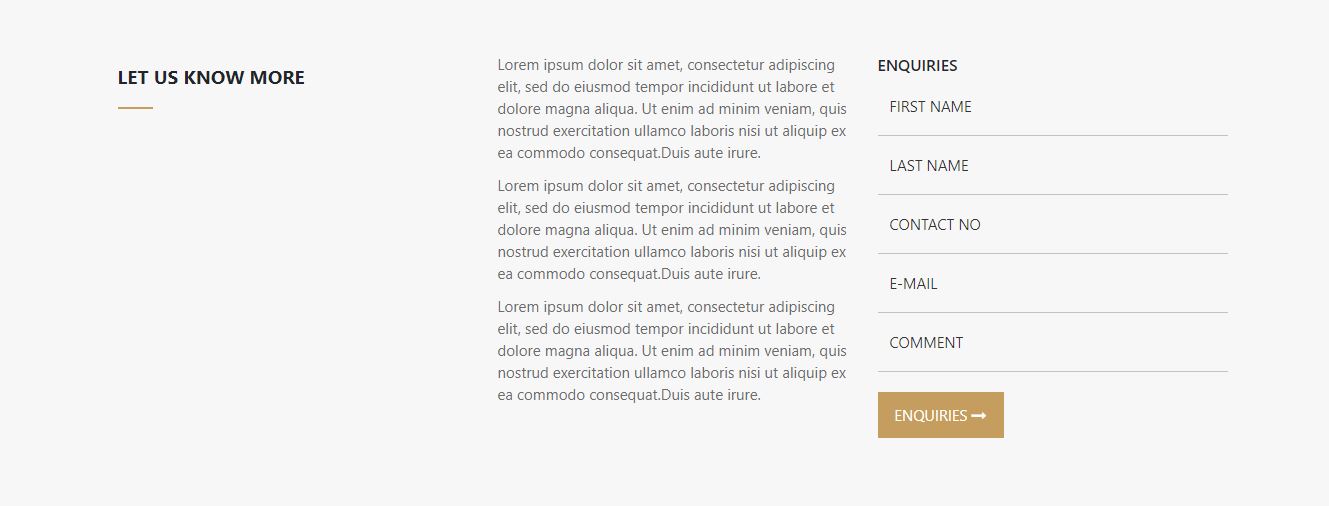 LET US KNOW MORE
Lorem ipsum dolor sit amet, consectetur adipiscing
elit, sed do eiusmod tempor incididunt ut labore et
dolore magna aliqua. Ut enim ad minim veniam, quis
nostrud exercitation ullamco laboris nisi ut aliquip ex
ea commodo consequat.Duis aute irure.
Lorem ipsum dolor sit amet, consectetur adipiscing
elit, sed do eiusmod tempor incididunt ut labore et
dolore magna aliqua. Ut enim ad minim veniam, quis
nostrud exercitation ullamco laboris nisi ut aliquip ex
ea commodo consequat.Duis aute irure.
Lorem ipsum dolor sit amet, consectetur adipiscing
elit, sed do eiusmod tempor incididunt ut labore et
dolore magna aliqua. Ut enim ad minim veniam, quis
nostrud exercitation ullamco laboris nisi ut aliquip ex
ea commodo consequat.Duis aute irure.
ENQUIRIES
FIRST NAME
LAST NAME
CONTACT NO
E-MAIL
COMMENT
ENQUIRIES